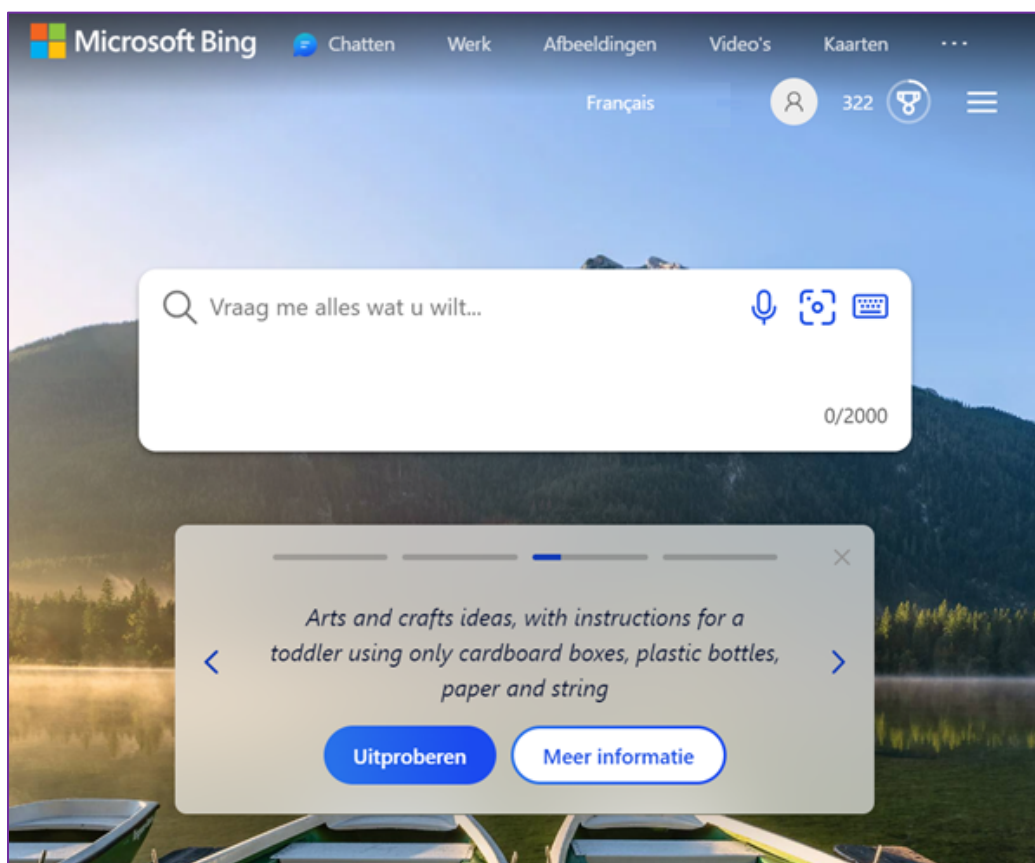 Microsoft Bing Chatten Werk Afbeeldingen Video's Kaarten ...
Français 322
Vraag me alles wat u wilt...
0/2000
Arts and crafts ideas, with instructions for a
toddler using only cardboard boxes, plastic bottles,
paper and string
Uitproberen Meer informatie